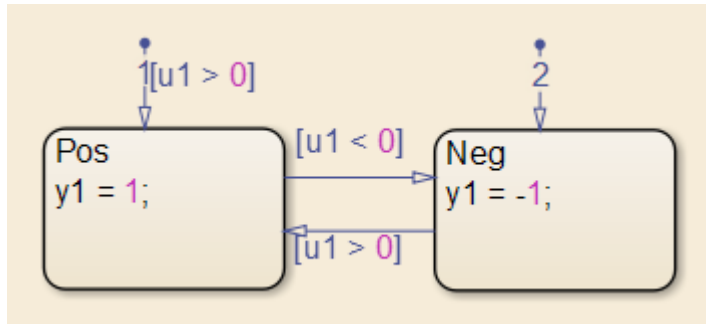 1[u1 > 0]
2
[u1 < 0]
Pos
y1 = 1;
Neg
y1 = -1;
[u1 > 0]